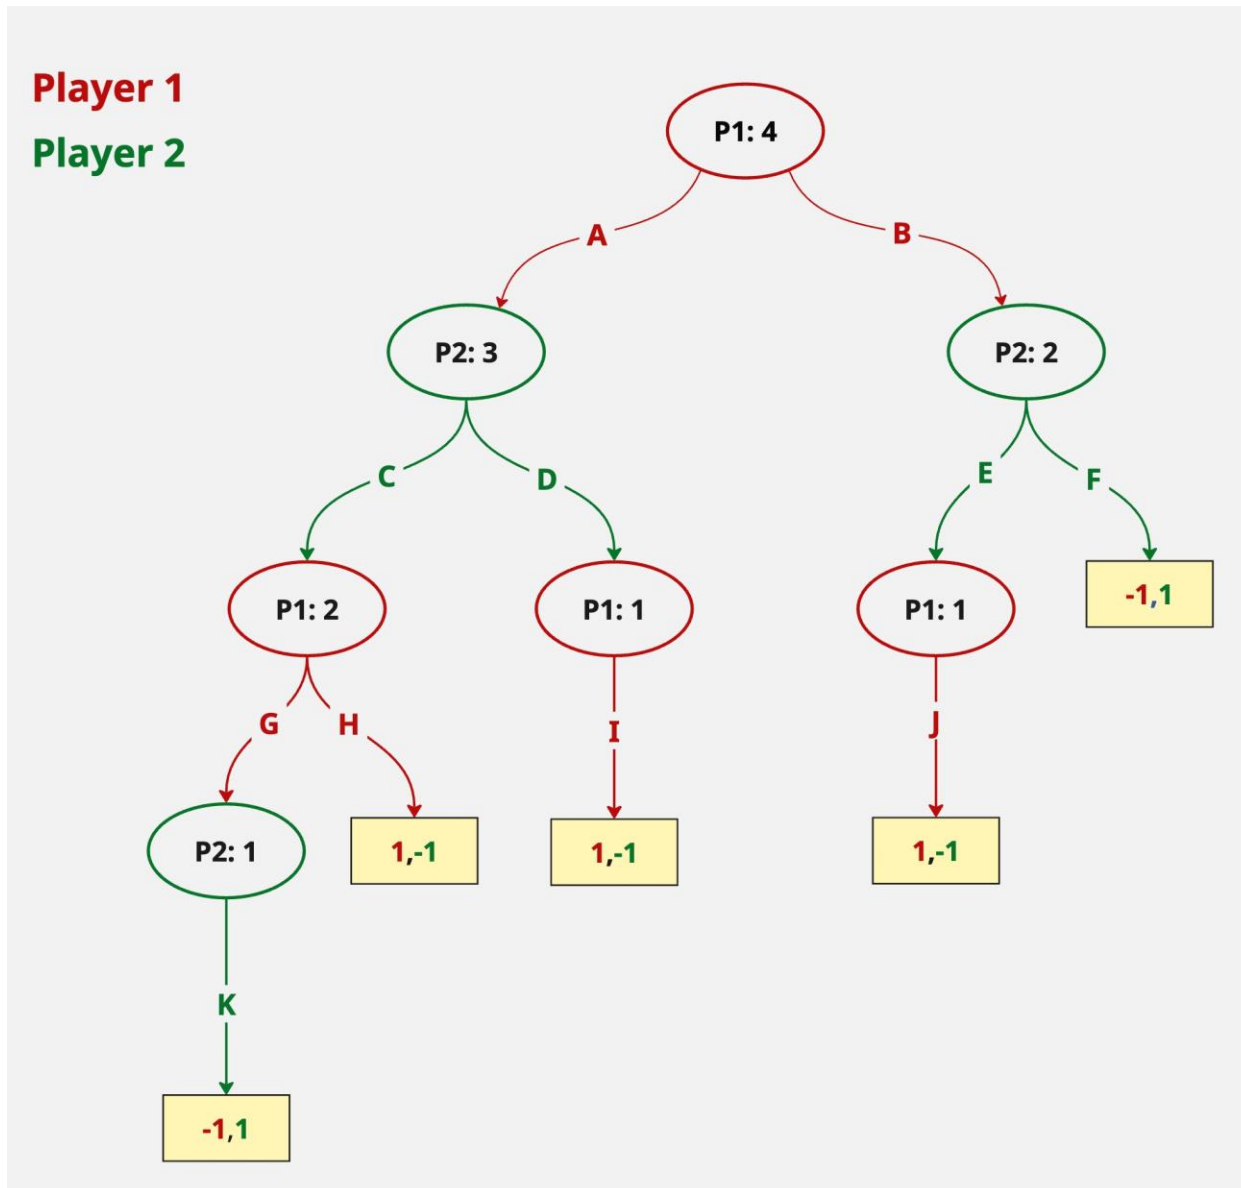 Player 1
Player 2
P1: 4
A
B
P2: 3
P2: 2
C
D
E
F
P1: 2
P1: 1
P1: 1
-1,1
G
H
I
J
P2: 1
1,-1
1,-1
1,-1
K
-1,1